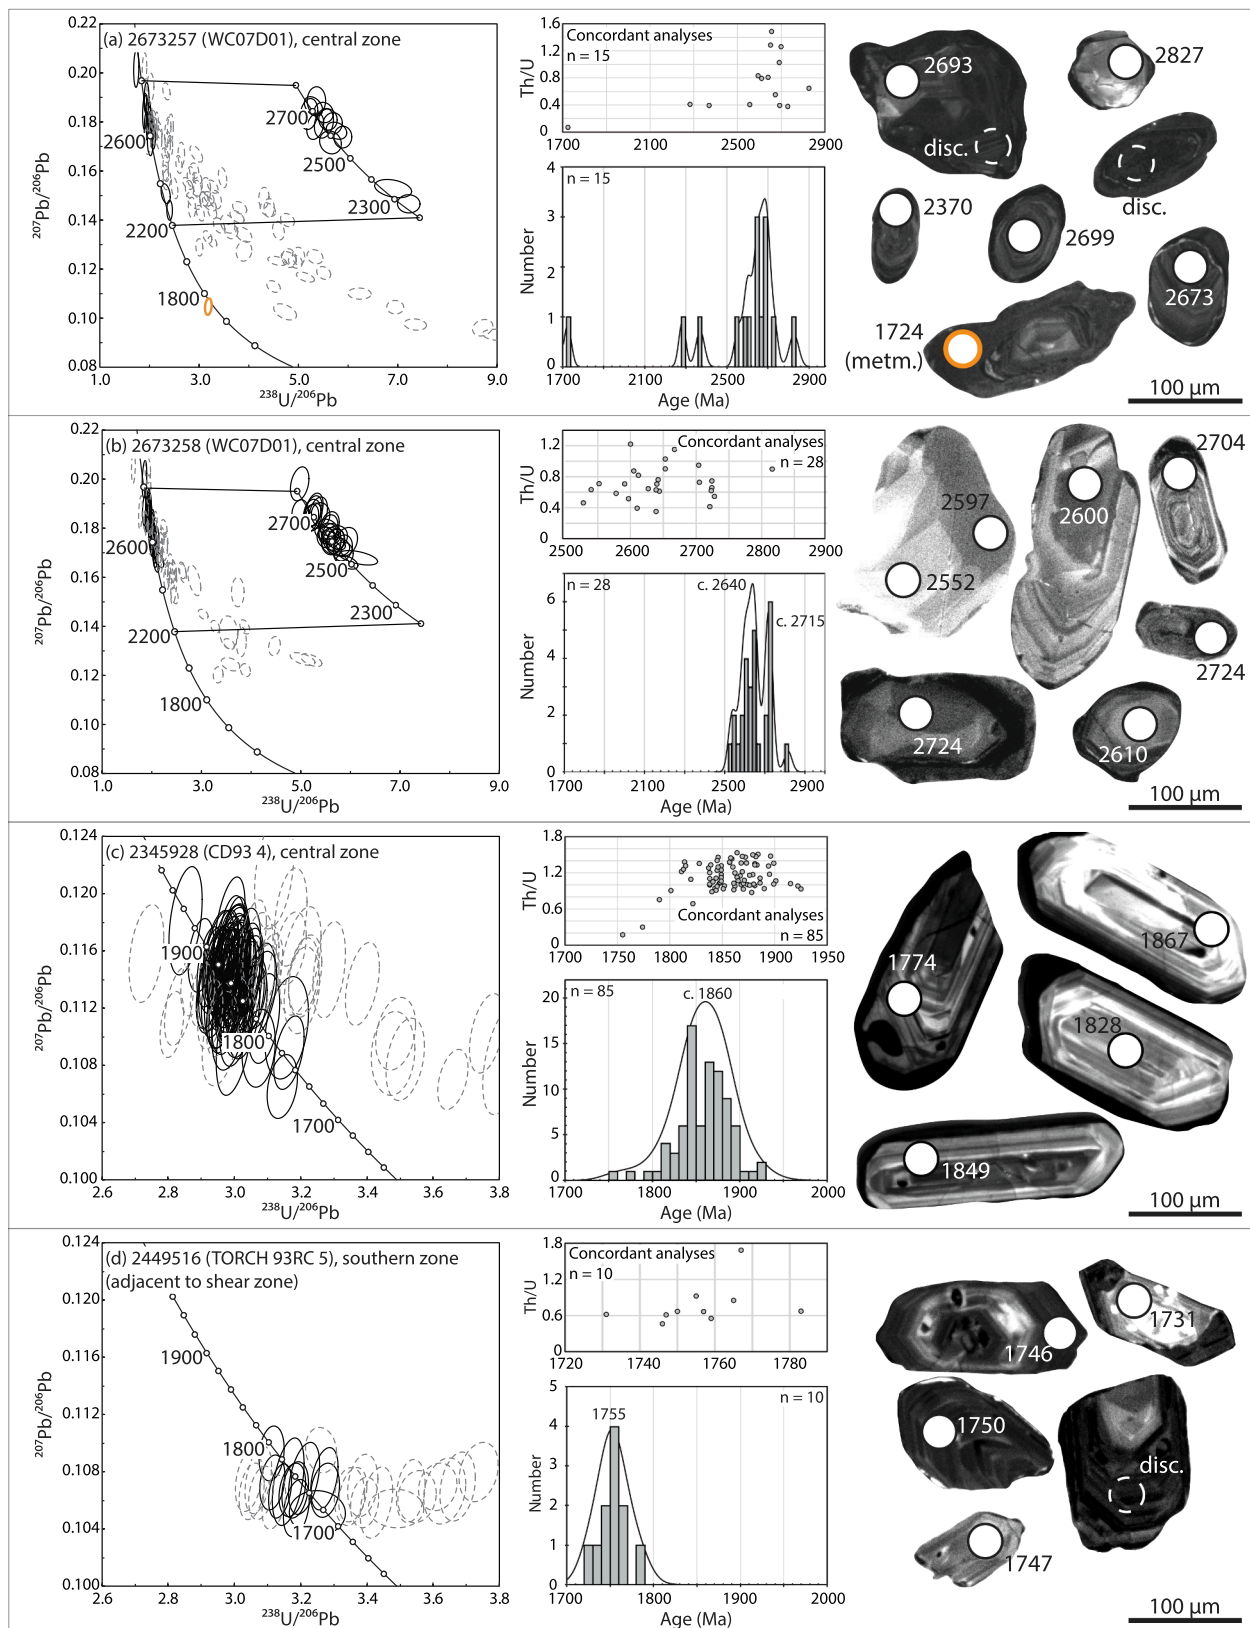 (a) 2673257 (WC07D01), central zone
0.22
0.20
0.18
0.16
0.14
0.12
0.10
0.08
2700
2600
2500
2300
2200
1800
1.0 3.0 5.0 7.0 9.0
²⁰⁷Pb/²⁰⁶Pb
²³⁸U/²⁰⁶Pb
Concordant analyses
n = 15
Th/U
1.6
1.2
0.8
0.4
0
1700 2100 2500 2900
n = 15
Number
4
3
2
1
0
1700 2100 2500 2900
Age (Ma)
2693
2827
disc.
disc.
2370
2699
2673
1724
(metm.)
100 µm
(b) 2673258 (WC07D01), central zone
0.22
0.20
0.18
0.16
0.14
0.12
0.10
0.08
2700
2600
2500
2300
2200
1800
1.0 3.0 5.0 7.0 9.0
²⁰⁷Pb/²⁰⁶Pb
²³⁸U/²⁰⁶Pb
Concordant analyses
n = 28
Th/U
1.2
0.8
0.4
0
2500 2600 2700 2800 2900
n = 28
c. 2640
c. 2715
Number
6
4
2
0
1700 2100 2500 2900
Age (Ma)
2704
2597
2600
2552
2724
2724
2610
100 µm
(c) 2345928 (CD93 4), central zone
0.124
0.120
0.116
0.112
0.108
0.104
0.100
1900
1800
1700
2.6 2.8 3.0 3.2 3.4 3.6 3.8
²⁰⁷Pb/²⁰⁶Pb
²³⁸U/²⁰⁶Pb
Th/U
1.8
1.2
0.6
0
Concordant analyses
n = 85
1700 1750 1800 1850 1900 1950
n = 85
c. 1860
Number
20
15
10
5
0
1700 1800 1900 2000
Age (Ma)
1774
1867
1828
1849
100 µm
(d) 2449516 (TORCH 93RC 5), southern zone
(adjacent to shear zone)
0.124
0.120
0.116
0.112
0.108
0.104
0.100
1900
1800
1700
2.6 2.8 3.0 3.2 3.4 3.6 3.8
²⁰⁷Pb/²⁰⁶Pb
²³⁸U/²⁰⁶Pb
Concordant analyses
n = 10
Th/U
1.8
1.2
0.6
0
1720 1740 1760 1780
n = 10
1755
Number
5
4
3
2
1
0
1700 1800 1900 2000
Age (Ma)
1731
1746
1750
disc.
1747
100 µm